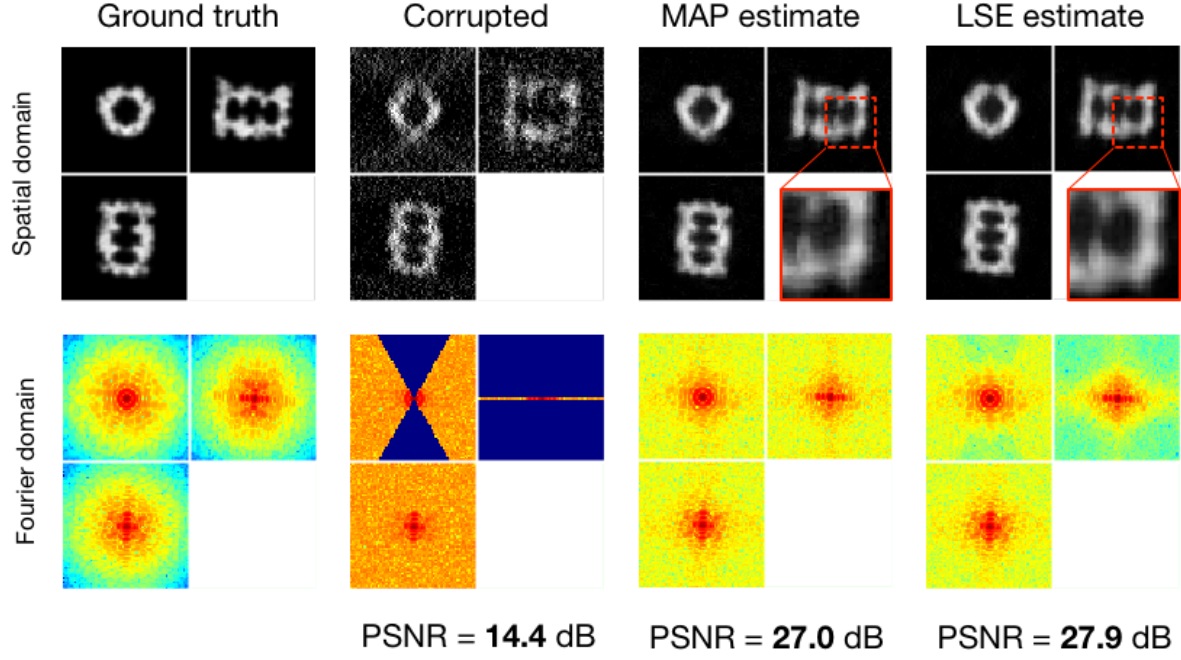 Ground truth
Corrupted
MAP estimate
LSE estimate
Spatial domain
Fourier domain
PSNR = 14.4 dB
PSNR = 27.0 dB
PSNR = 27.9 dB